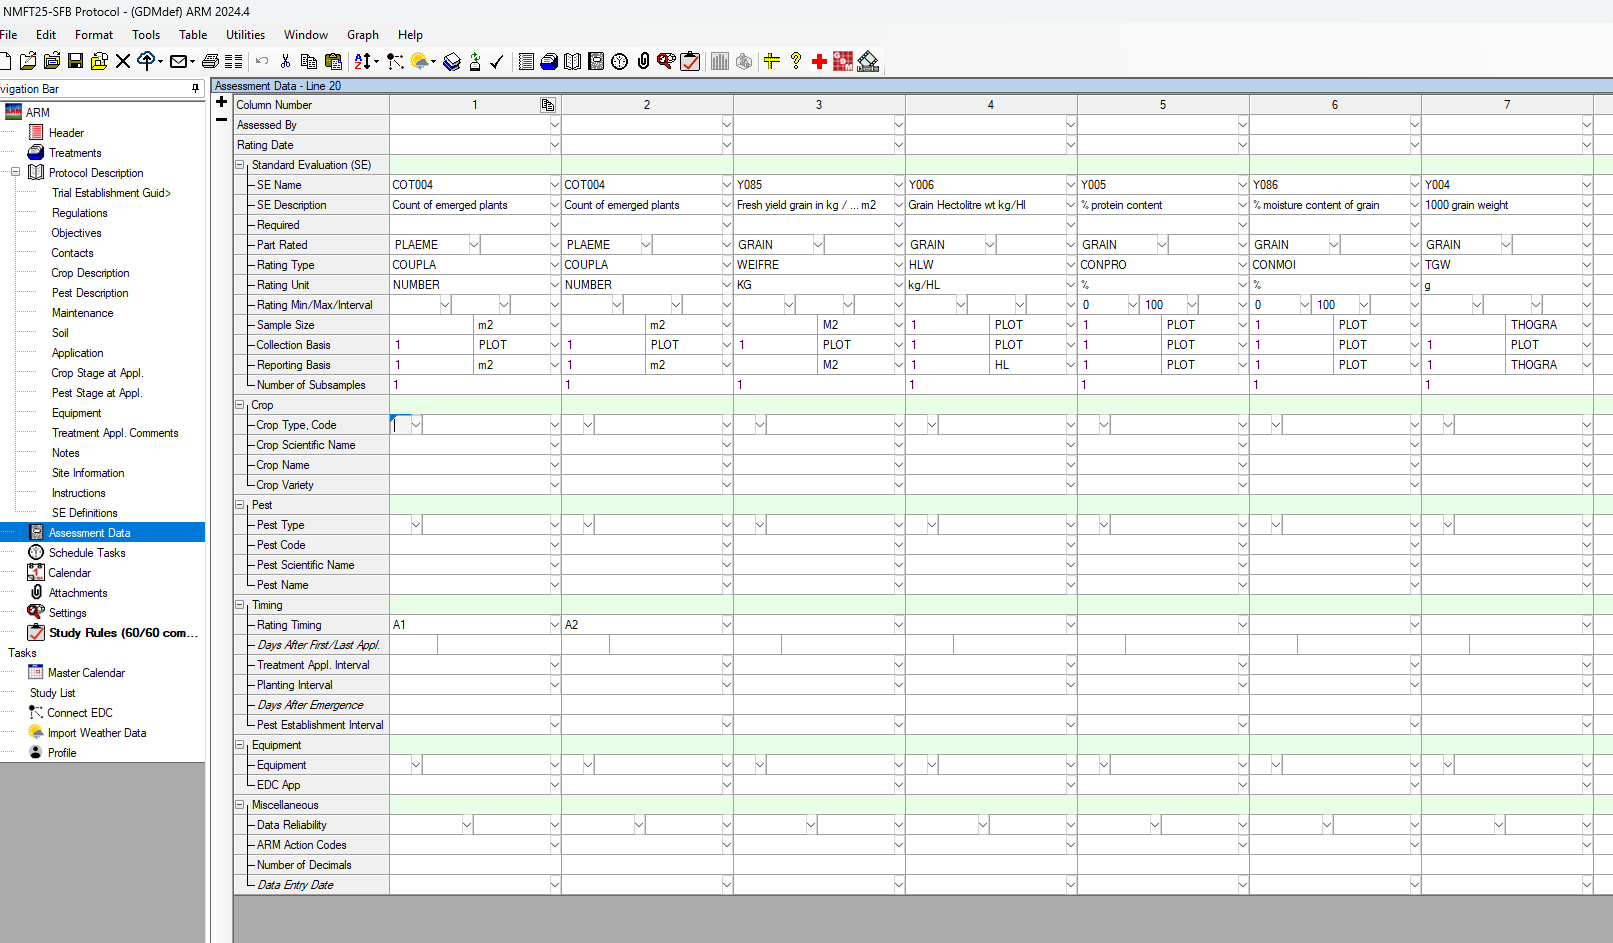 NMFT25-SFB Protocol - (GDMdef) ARM 2024.4
File Edit Format Tools Table Utilities Window Graph Help
vigation Bar
ARM
Header
Treatments
Protocol Description
Trial Establishment Guid>
Regulations
Objectives
Contacts
Crop Description
Pest Description
Maintenance
Soil
Application
Crop Stage at Appl.
Pest Stage at Appl.
Equipment
Treatment Appl. Comments
Notes
Site Information
Instructions
SE Definitions
Assessment Data
Schedule Tasks
Calendar
Attachments
Settings
Study Rules (60/60 com...
Tasks
Master Calendar
Study List
Connect EDC
Import Weather Data
Profile
Assessment Data - Line 20
Column Number 1 2 3 4 5 6 7
Assessed By
Rating Date
Standard Evaluation (SE)
SE Name COT004 COT004 Y085 Y006 Y005 Y086 Y004
SE Description Count of emerged plants Count of emerged plants Fresh yield grain in kg / ... m2 Grain Hectolitre wt kg/Hl % protein content % moisture content of grain 1000 grain weight
Required
Part Rated PLAEME PLAEME GRAIN GRAIN GRAIN GRAIN GRAIN
Rating Type COUPLA COUPLA WEIFRE HLW CONPRO CONMOI TGW
Rating Unit NUMBER NUMBER KG kg/HL % % g
Rating Min/Max/Interval 0 100 0 100
Sample Size m2 m2 M2 1 PLOT 1 PLOT 1 PLOT THOGRA
Collection Basis 1 PLOT 1 PLOT 1 PLOT 1 PLOT 1 PLOT 1 PLOT 1 PLOT
Reporting Basis 1 m2 1 m2 M2 1 HL 1 PLOT 1 PLOT 1 THOGRA
Number of Subsamples 1 1 1 1 1 1 1
Crop
Crop Type, Code
Crop Scientific Name
Crop Name
Crop Variety
Pest
Pest Type
Pest Code
Pest Scientific Name
Pest Name
Timing
Rating Timing A1 A2
Days After First/Last Appl.
Treatment Appl. Interval
Planting Interval
Days After Emergence
Pest Establishment Interval
Equipment
Equipment
EDC App
Miscellaneous
Data Reliability
ARM Action Codes
Number of Decimals
Data Entry Date